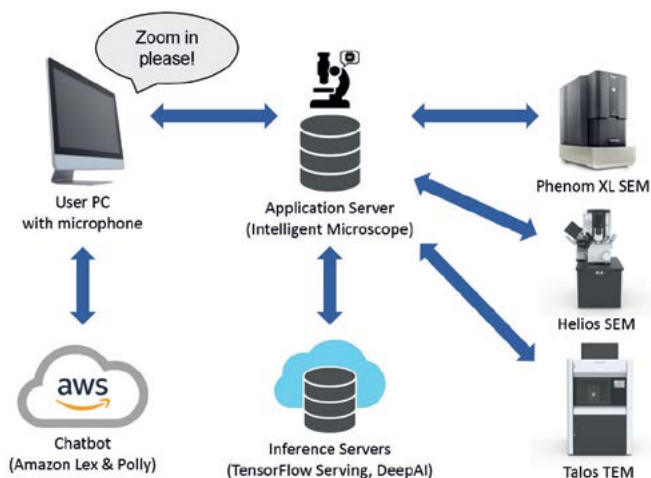 Zoom in
please!
User PC
with microphone
Application Server
(Intelligent Microscope)
Phenom XL SEM
Helios SEM
aws
Chatbot
(Amazon Lex & Polly)
Inference Servers
(TensorFlow Serving, DeepAI)
Talos TEM